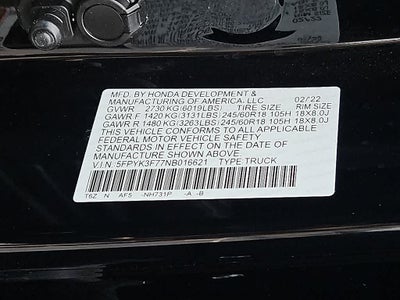 MFD. BY HONDA DEVELOPMENT &
MANUFACTURING OF AMERICA, LLC 02/22
GVWR 2730 KG(6019LBS) TIRE SIZE RIM SIZE
GAWR F 1420 KG(3131LBS) 245/60R18 105H 18X8.0J
GAWR R 1480 KG(3263LBS) 245/60R18 105H 18X8.0J
THIS VEHICLE CONFORMS TO ALL APPLICABLE
FEDERAL MOTOR VEHICLE SAFETY
STANDARDS IN EFFECT ON THE DATE OF
MANUFACTURE SHOWN ABOVE.
V.I.N: 5FPYK3F77NB016621 TYPE:TRUCK
T6Z N AF5 -NH731P -A -B